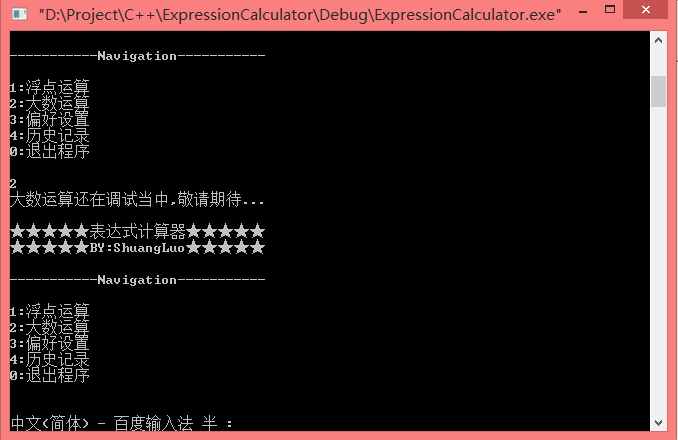 "D:\Project\C++\ExpressionCalculator\Debug\ExpressionCalculator.exe"
-----------Navigation-----------
1:浮点运算
2:大数运算
3:偏好设置
4:历史记录
0:退出程序
2
大数运算还在调试当中,敬请期待...
★★★★★表达式计算器★★★★★
★★★★★BY:ShuangLuo★★★★★
-----------Navigation-----------
1:浮点运算
2:大数运算
3:偏好设置
4:历史记录
0:退出程序
中文(简体) - 百度输入法 半 :